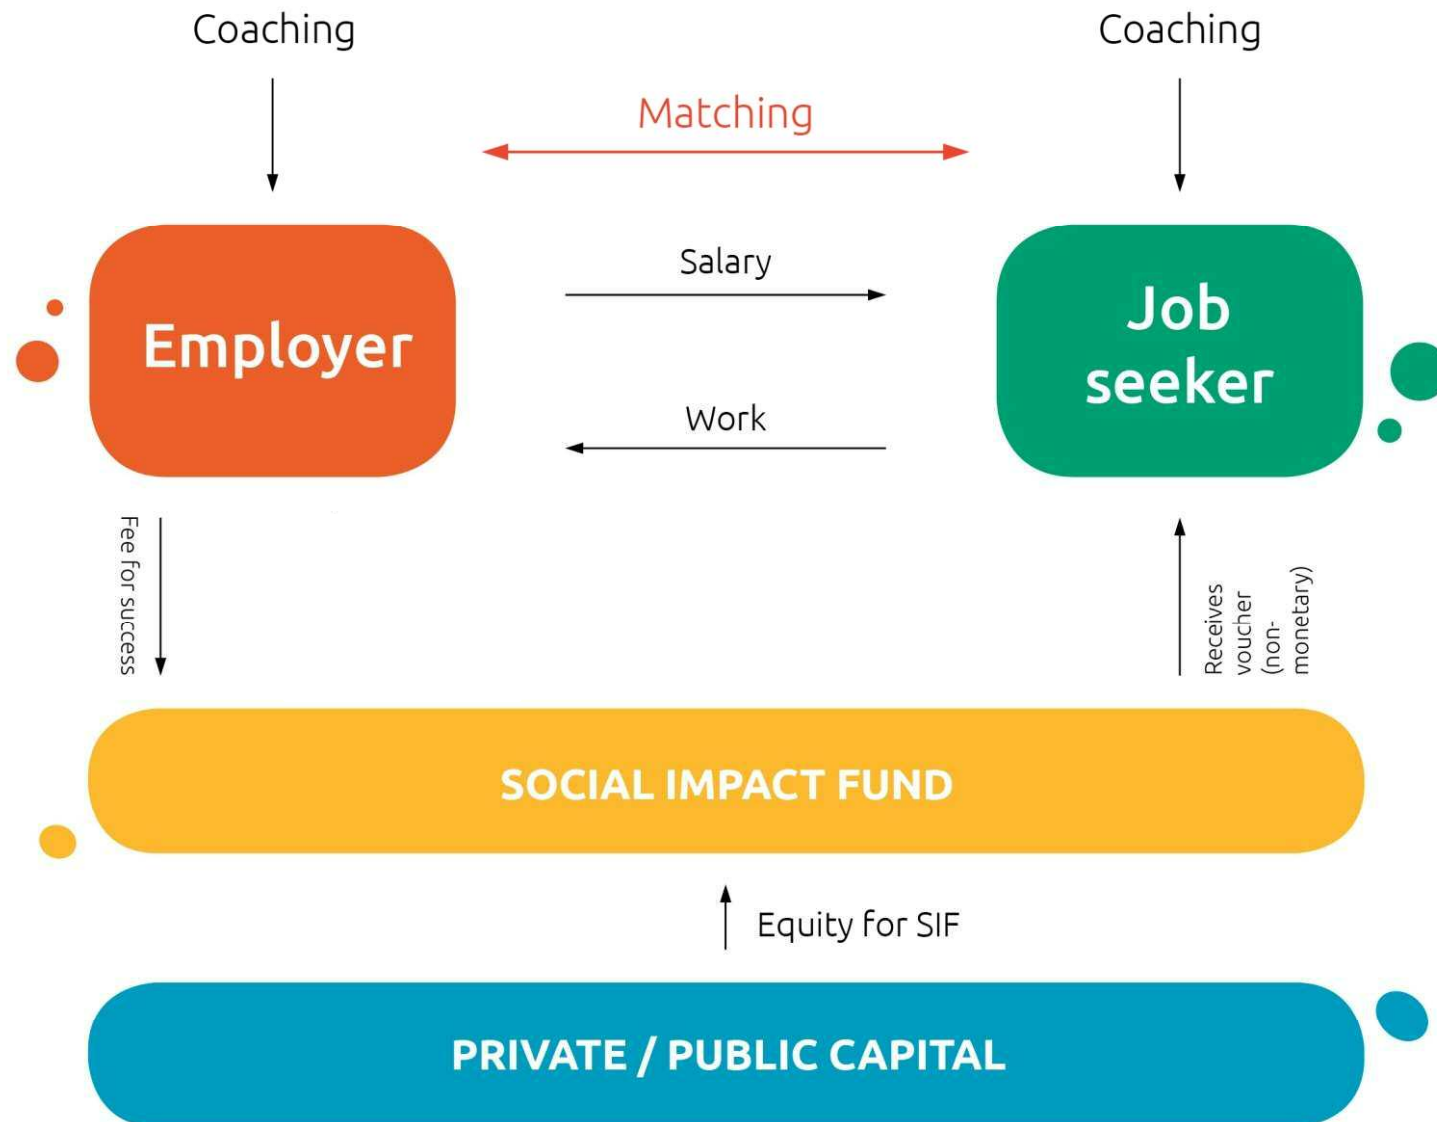 Coaching
Coaching
Matching
Employer
Salary
Job
seeker
Work
Fee for success
Receives
voucher
(non-
monetary)
SOCIAL IMPACT FUND
Equity for SIF
PRIVATE / PUBLIC CAPITAL